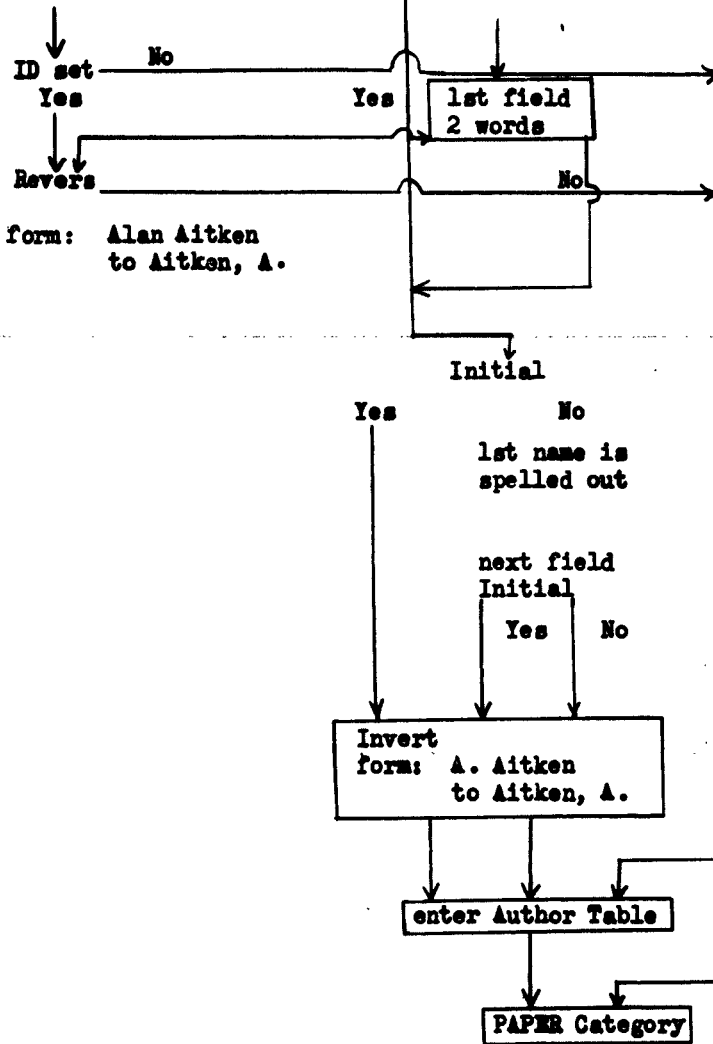 No
ID set
Yes
Yes
1st field
2 words
Revers
No
form: Alan Aitken
to Aitken, A.
Initial
Yes
No
1st name is
spelled out
next field
Initial
Yes
No
Invert
form: A. Aitken
to Aitken, A.
enter Author Table
PAPER Category